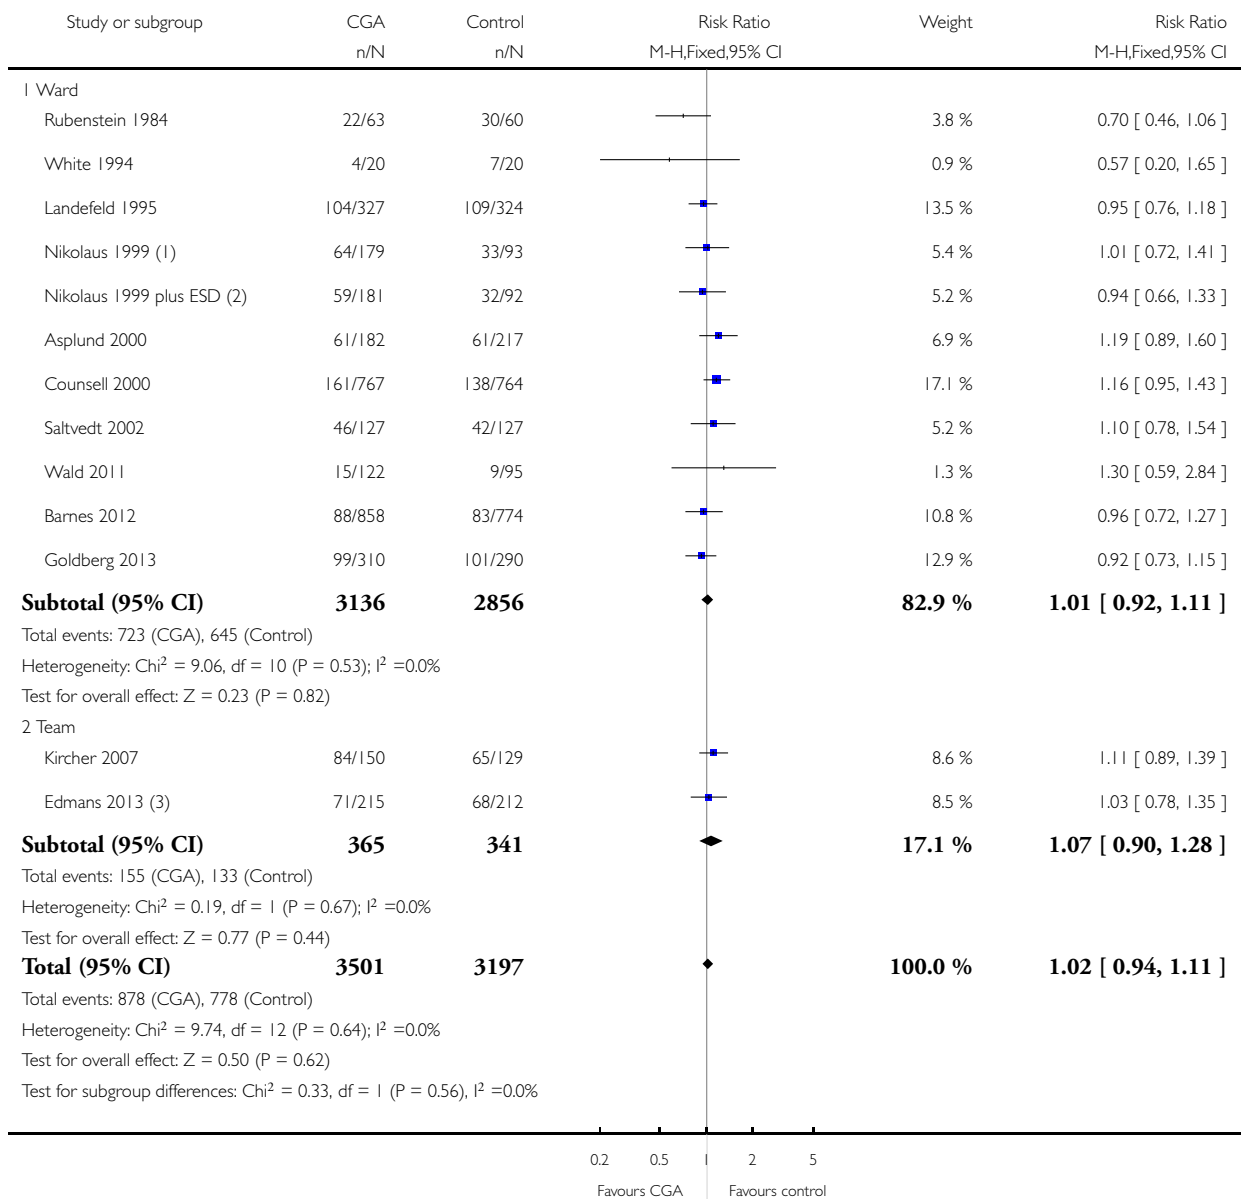 Study or subgroup CGA Control Risk Ratio Weight Risk Ratio
n/N n/N M-H,Fixed,95% CI M-H,Fixed,95% CI
1 Ward
Rubenstein 1984 22/63 30/60 3.8 % 0.70 [ 0.46, 1.06 ]
White 1994 4/20 7/20 0.9 % 0.57 [ 0.20, 1.65 ]
Landefeld 1995 104/327 109/324 13.5 % 0.95 [ 0.76, 1.18 ]
Nikolaus 1999 (1) 64/179 33/93 5.4 % 1.01 [ 0.72, 1.41 ]
Nikolaus 1999 plus ESD (2) 59/181 32/92 5.2 % 0.94 [ 0.66, 1.33 ]
Asplund 2000 61/182 61/217 6.9 % 1.19 [ 0.89, 1.60 ]
Counsell 2000 161/767 138/764 17.1 % 1.16 [ 0.95, 1.43 ]
Saltvedt 2002 46/127 42/127 5.2 % 1.10 [ 0.78, 1.54 ]
Wald 2011 15/122 9/95 1.3 % 1.30 [ 0.59, 2.84 ]
Barnes 2012 88/858 83/774 10.8 % 0.96 [ 0.72, 1.27 ]
Goldberg 2013 99/310 101/290 12.9 % 0.92 [ 0.73, 1.15 ]
Subtotal (95% CI) 3136 2856 82.9 % 1.01 [ 0.92, 1.11 ]
Total events: 723 (CGA), 645 (Control)
Heterogeneity: Chi² = 9.06, df = 10 (P = 0.53); I² =0.0%
Test for overall effect: Z = 0.23 (P = 0.82)
2 Team
Kircher 2007 84/150 65/129 8.6 % 1.11 [ 0.89, 1.39 ]
Edmans 2013 (3) 71/215 68/212 8.5 % 1.03 [ 0.78, 1.35 ]
Subtotal (95% CI) 365 341 17.1 % 1.07 [ 0.90, 1.28 ]
Total events: 155 (CGA), 133 (Control)
Heterogeneity: Chi² = 0.19, df = 1 (P = 0.67); I² =0.0%
Test for overall effect: Z = 0.77 (P = 0.44)
Total (95% CI) 3501 3197 100.0 % 1.02 [ 0.94, 1.11 ]
Total events: 878 (CGA), 778 (Control)
Heterogeneity: Chi² = 9.74, df = 12 (P = 0.64); I² =0.0%
Test for overall effect: Z = 0.50 (P = 0.62)
Test for subgroup differences: Chi² = 0.33, df = 1 (P = 0.56), I² =0.0%
0.2 0.5 1 2 5
Favours CGA Favours control